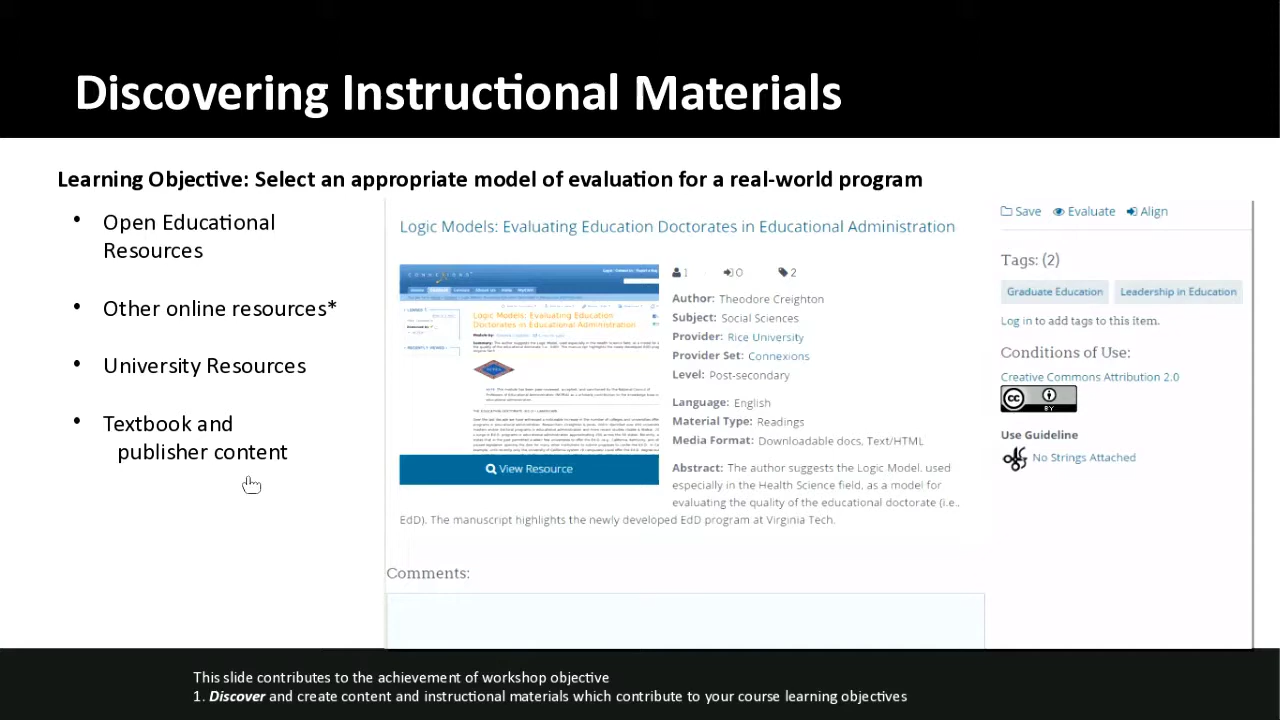 Discovering Instructional Materials
Learning Objective: Select an appropriate model of evaluation for a real-world program
• Open Educational
Resources
• Other online resources*
• University Resources
• Textbook and
publisher content
Logic Models: Evaluating Education Doctorates in Educational Administration
Logic Models: Evaluating Education
Doctorates in Educational Administration
View Resource
1 0 2
Author: Theodore Creighton
Subject: Social Sciences
Provider: Rice University
Provider Set: Connexions
Level: Post-secondary
Language: English
Material Type: Readings
Media Format: Downloadable docs, Text/HTML
Abstract: The author suggests the Logic Model, used
especially in the Health Science field, as a model for
evaluating the quality of the educational doctorate (i.e.,
EdD). The manuscript highlights the newly developed EdD program at Virginia Tech.
Comments:
Save Evaluate Align
Tags: (2)
Graduate Education Leadership in Education
Log in to add tags to this item.
Conditions of Use:
Creative Commons Attribution 2.0
cc BY
Use Guideline
No Strings Attached
This slide contributes to the achievement of workshop objective
1. Discover and create content and instructional materials which contribute to your course learning objectives